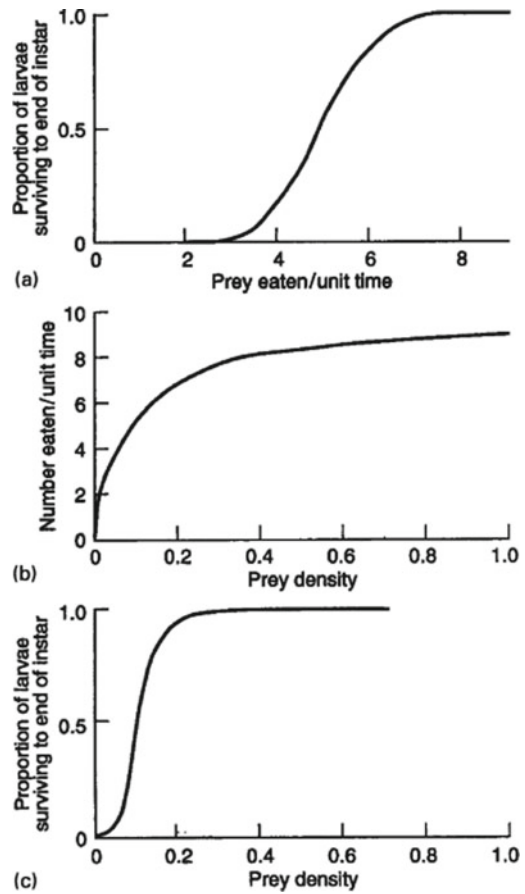 Proportion of larvae
surviving to end of instar
1.0
0.5
0
0
2
4
6
8
Prey eaten/unit time
(a)
Number eaten/unit time
10
8
6
4
2
0
0
0.2
0.4
0.6
0.8
1.0
Prey density
(b)
Proportion of larvae
surviving to end of instar
1.0
0.5
0
0
0.2
0.4
0.6
0.8
1.0
Prey density
(c)